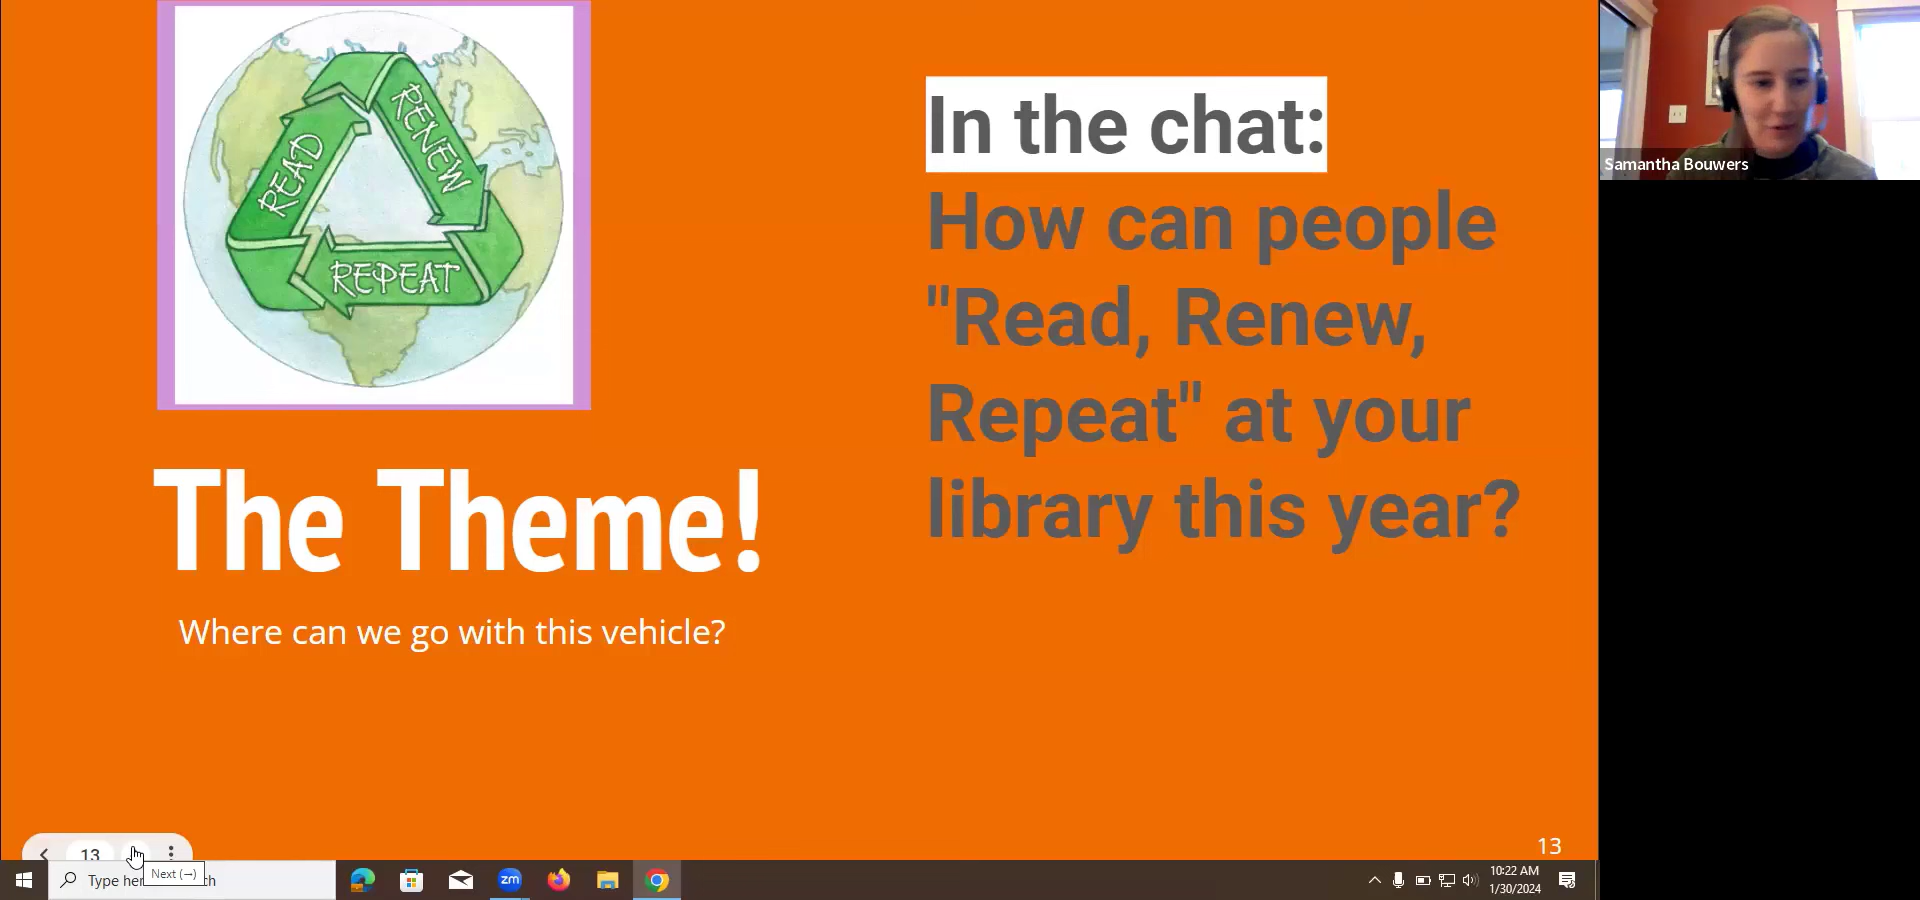 READ
RENEW
REPEAT
The Theme!
Where can we go with this vehicle?
In the chat:
How can people
"Read, Renew,
Repeat" at your
library this year?
Samantha Bouwers
13
13
Next (→)
Type her
ch
zm
10:22 AM
1/30/2024